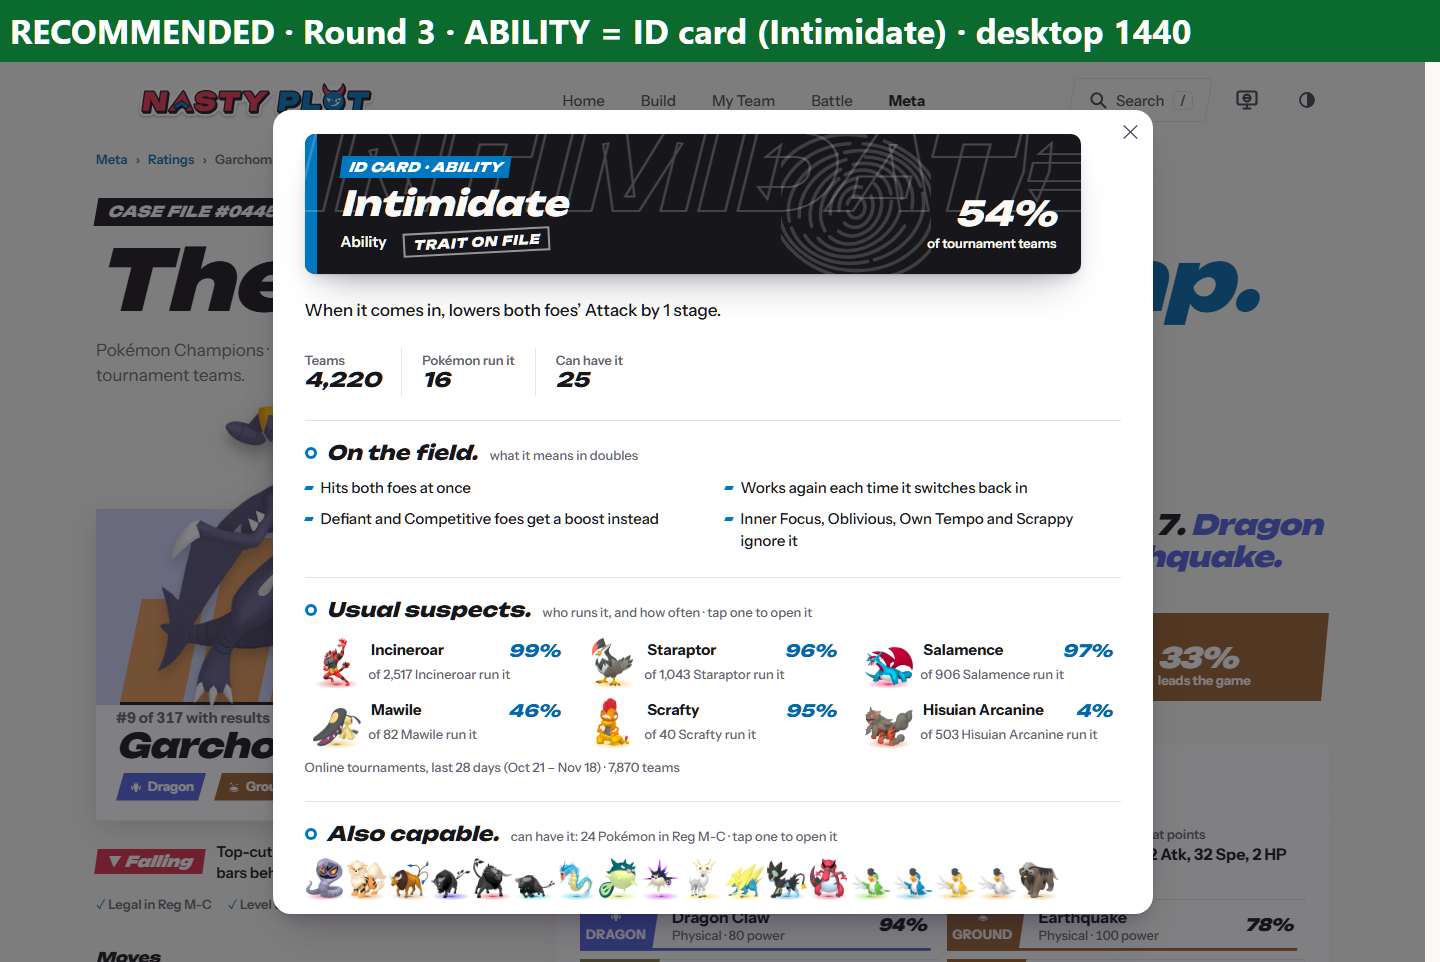 RECOMMENDED · Round 3 · ABILITY = ID card (Intimidate) · desktop 1440
NASTY PLOT
Home Build My Team Battle Meta
Search /
Meta › Ratings › Garchom
CASE FILE #0445
The
p.
Pokémon Champions ·
tournament teams.
INTIMIDATE
ID CARD · ABILITY
Intimidate
Ability TRAIT ON FILE
54%
of tournament teams
When it comes in, lowers both foes’ Attack by 1 stage.
Teams Pokémon run it Can have it
4,220 16 25
On the field. what it means in doubles
Hits both foes at once
Works again each time it switches back in
Defiant and Competitive foes get a boost instead
Inner Focus, Oblivious, Own Tempo and Scrappy
ignore it
Usual suspects. who runs it, and how often · tap one to open it
Incineroar 99%
of 2,517 Incineroar run it
Staraptor 96%
of 1,043 Staraptor run it
Salamence 97%
of 906 Salamence run it
Mawile 46%
of 82 Mawile run it
Scrafty 95%
of 40 Scrafty run it
Hisuian Arcanine 4%
of 503 Hisuian Arcanine run it
Online tournaments, last 28 days (Oct 21 – Nov 18) · 7,870 teams
Also capable. can have it: 24 Pokémon in Reg M-C · tap one to open it
7. Dragon
hquake.
33%
leads the game
#9 of 317 with results
Garcho
Dragon Grou
▼ Falling
Top-cut
bars beh
✓ Legal in Reg M-C ✓ Level
Moves
at points
2 Atk, 32 Spe, 2 HP
DRAGON
Dragon Claw
Physical · 80 power
94%
GROUND
Earthquake
Physical · 100 power
78%